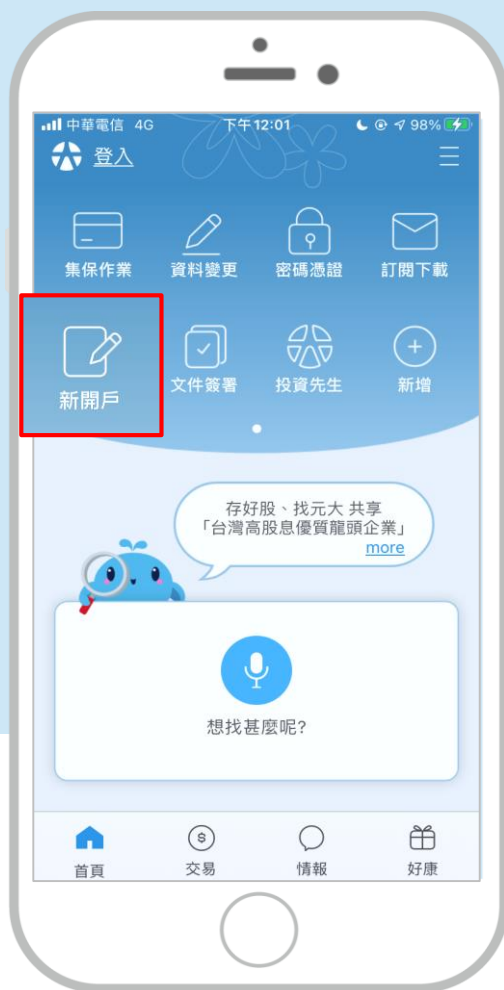 中華電信 4G 下午12:01 98%
登入
集保作業 資料變更 密碼憑證 訂閱下載
新開戶 文件簽署 投資先生 新增
存好股、找元大 共享
「台灣高股息優質龍頭企業」
more
想找甚麼呢?
首頁 交易 情報 好康